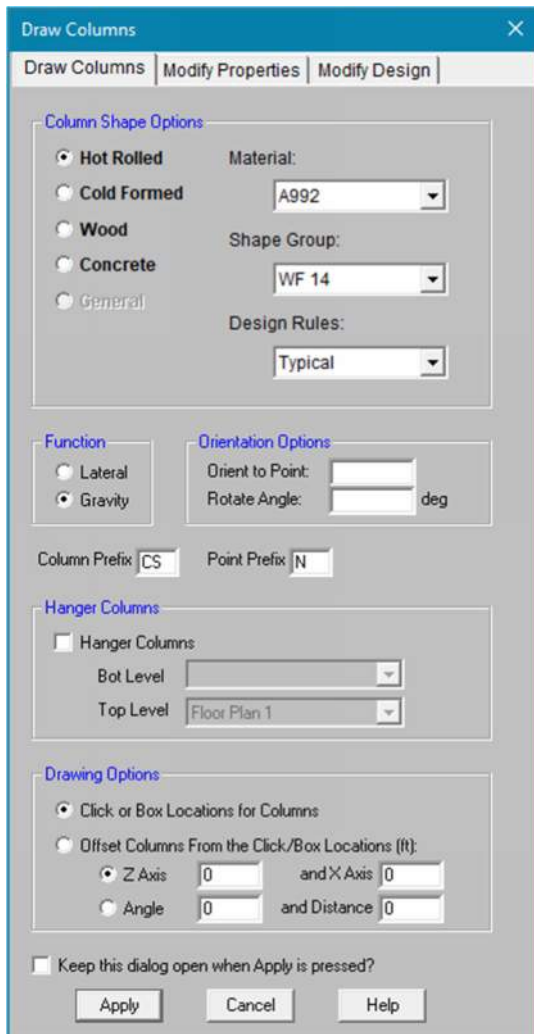 Draw Columns
Draw Columns Modify Properties Modify Design
Column Shape Options
Hot Rolled Material:
Cold Formed A992
Wood Shape Group:
Concrete WF 14
General Design Rules:
Typical
Function Orientation Options
Lateral Orient to Point:
Gravity Rotate Angle: deg
Column Prefix CS Point Prefix N
Hanger Columns
Hanger Columns
Bot Level
Top Level Floor Plan 1
Drawing Options
Click or Box Locations for Columns
Offset Columns From the Click/Box Locations (ft):
Z Axis 0 and X Axis 0
Angle 0 and Distance 0
Keep this dialog open when Apply is pressed?
Apply Cancel Help